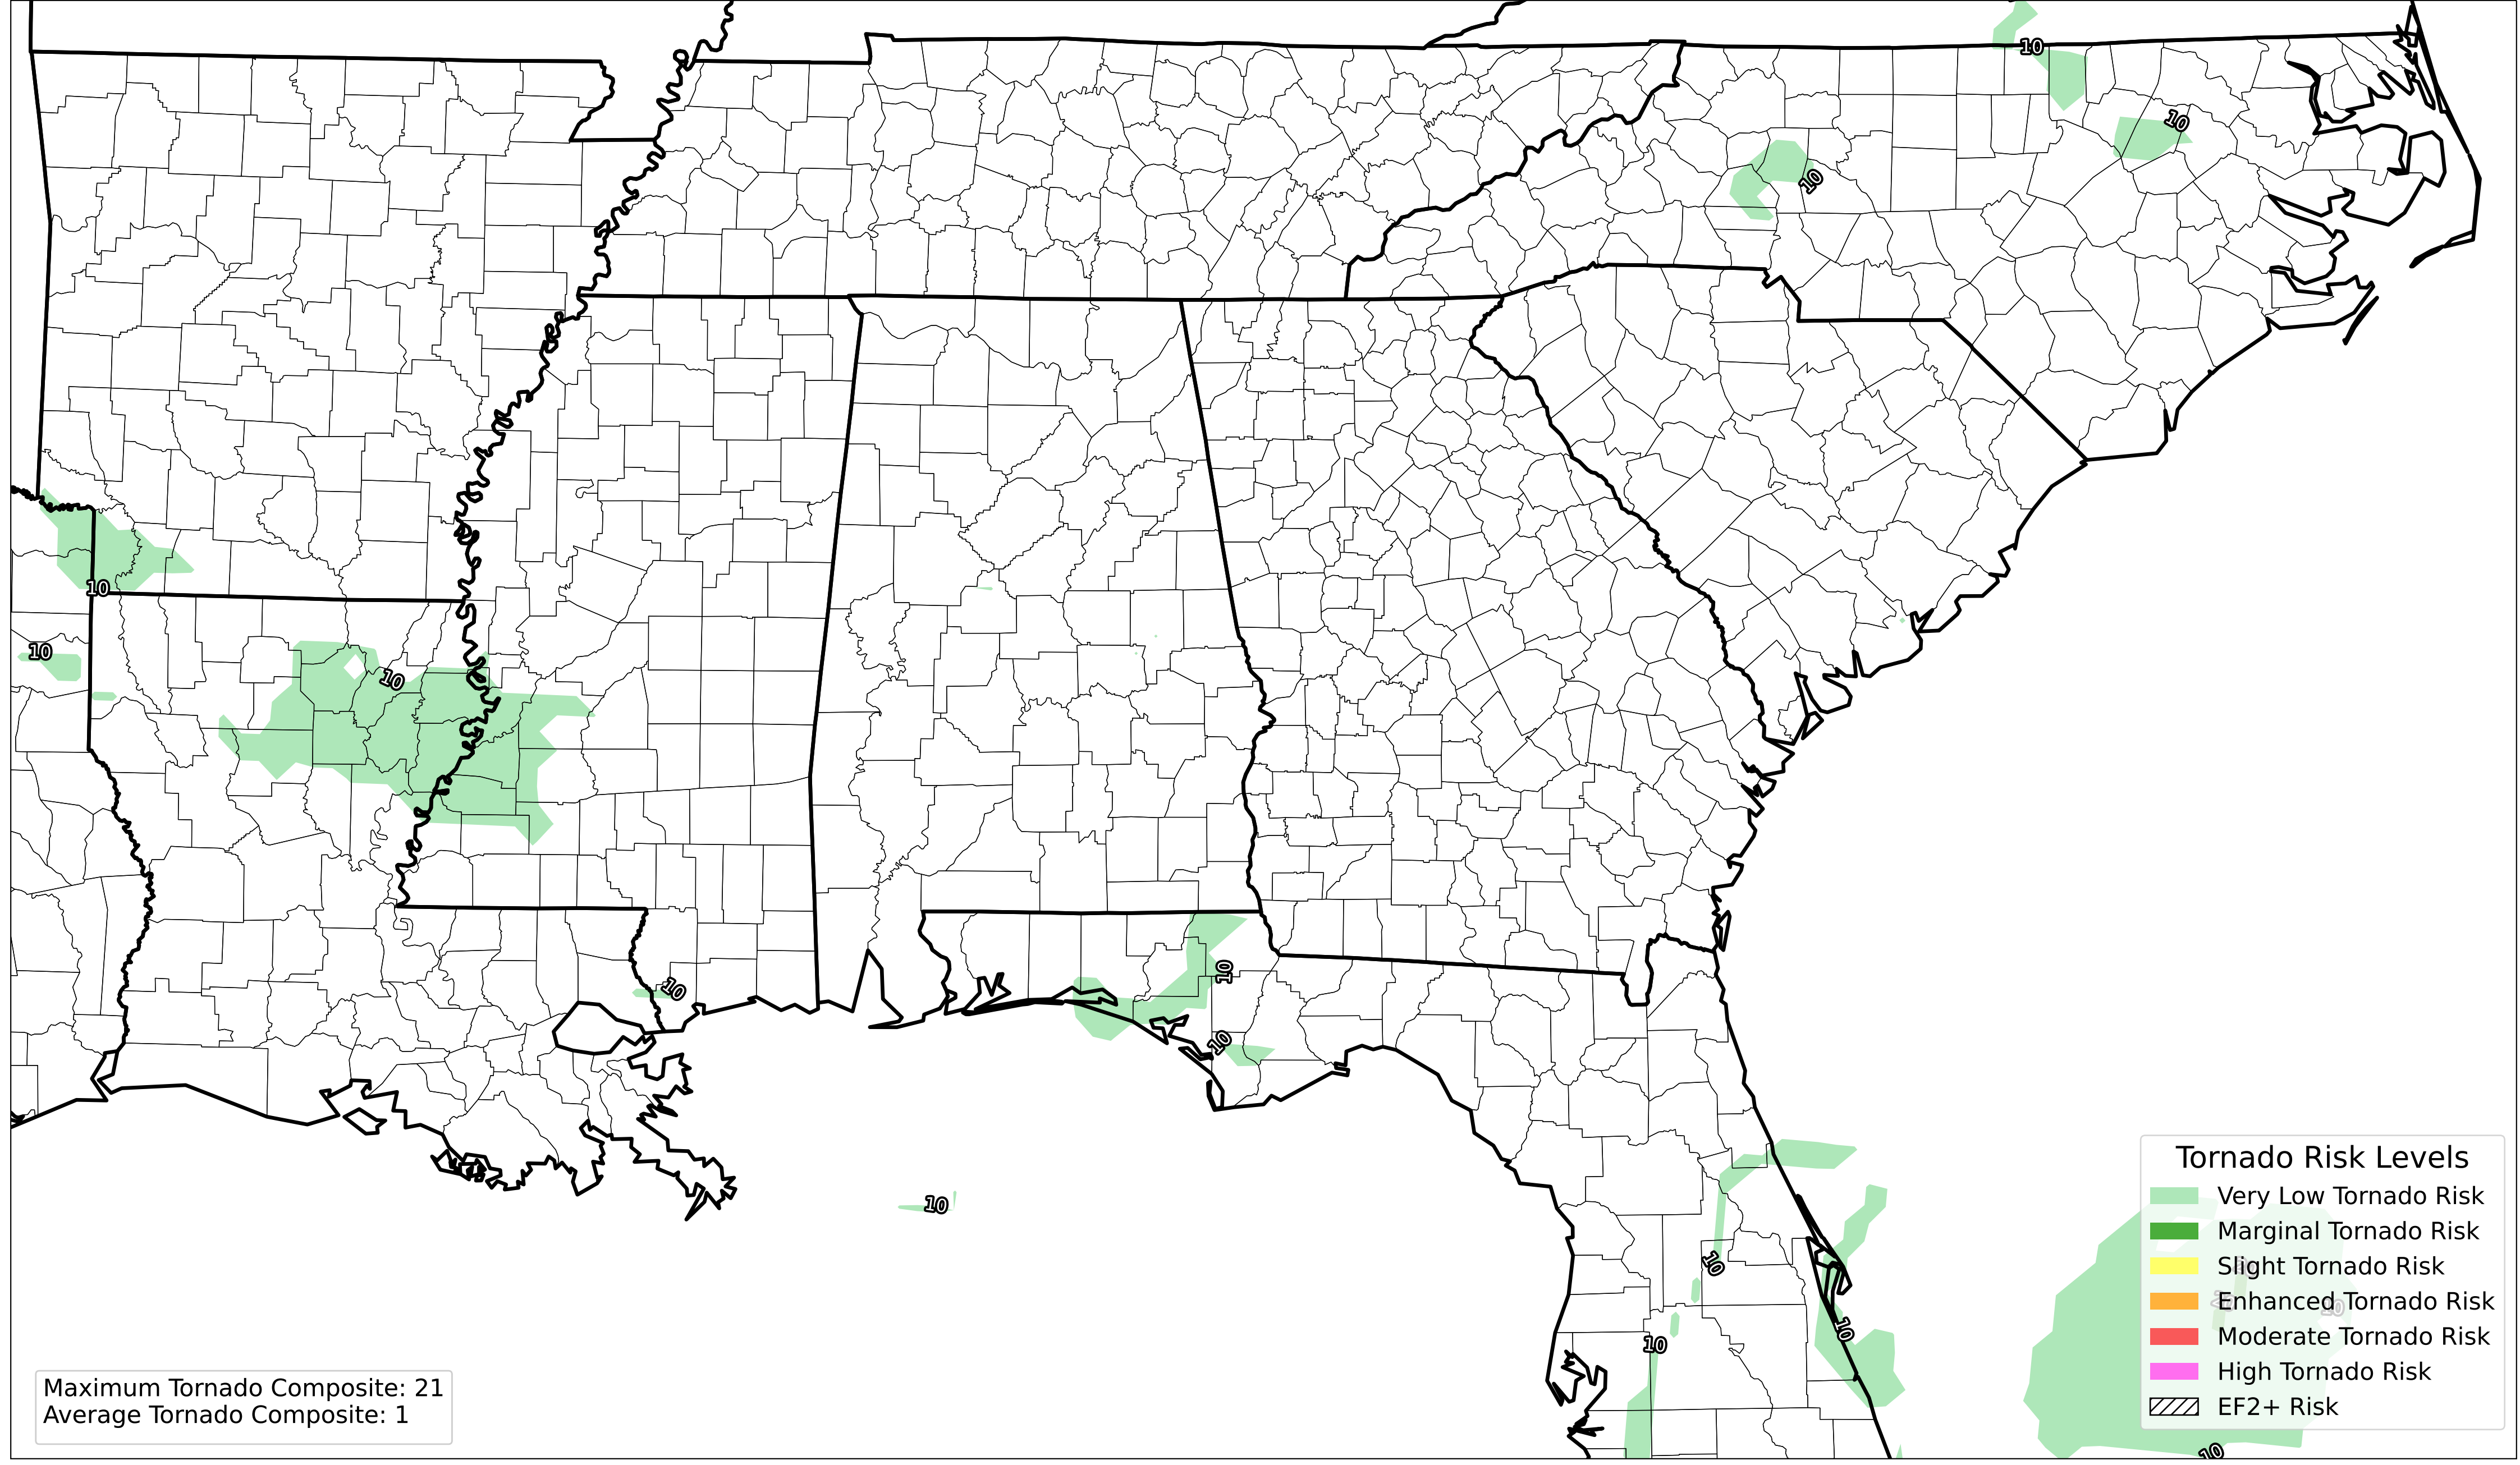 10
10
10
10
10
10
10
10
10
10
Tornado Risk Levels
Very Low Tornado Risk
Marginal Tornado Risk
10
Slight Tornado Risk
10
Enhanced Tornado Risk
10
10
Moderate Tornado Risk
10
High Tornado Risk
EF2+ Risk
Maximum Tornado Composite: 21
Average Tornado Composite: 1
10